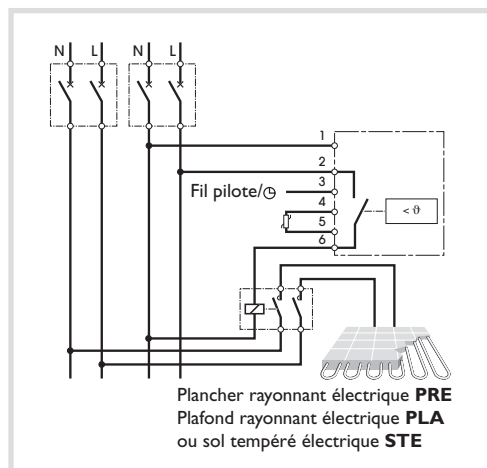 N L N L
1
2
Fil pilote/
3
4
5
6
< ϑ
Plancher rayonnant électrique PRE
Plafond rayonnant électrique PLA
ou sol tempéré électrique STE